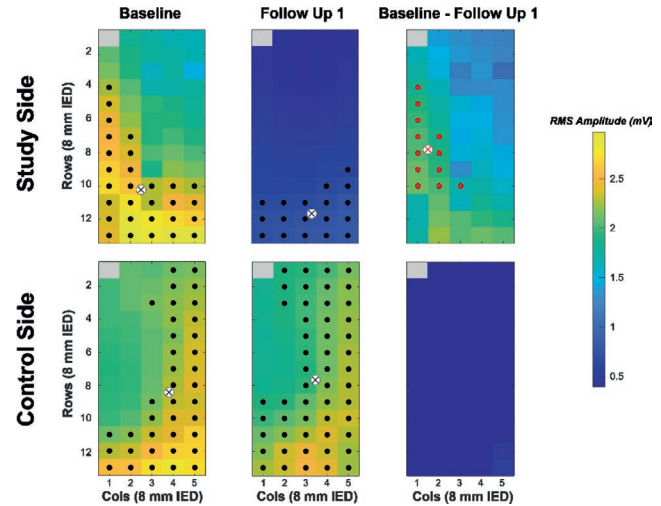 Baseline Follow Up 1 Baseline - Follow Up 1
Study Side
Rows (8 mm IED)
2
4
6
8
10
12
RMS Amplitude (mV)
2.5
2
1.5
1
0.5
Control Side
Rows (8 mm IED)
2
4
6
8
10
12
1 2 3 4 5 1 2 3 4 5 1 2 3 4 5
Cols (8 mm IED) Cols (8 mm IED) Cols (8 mm IED)